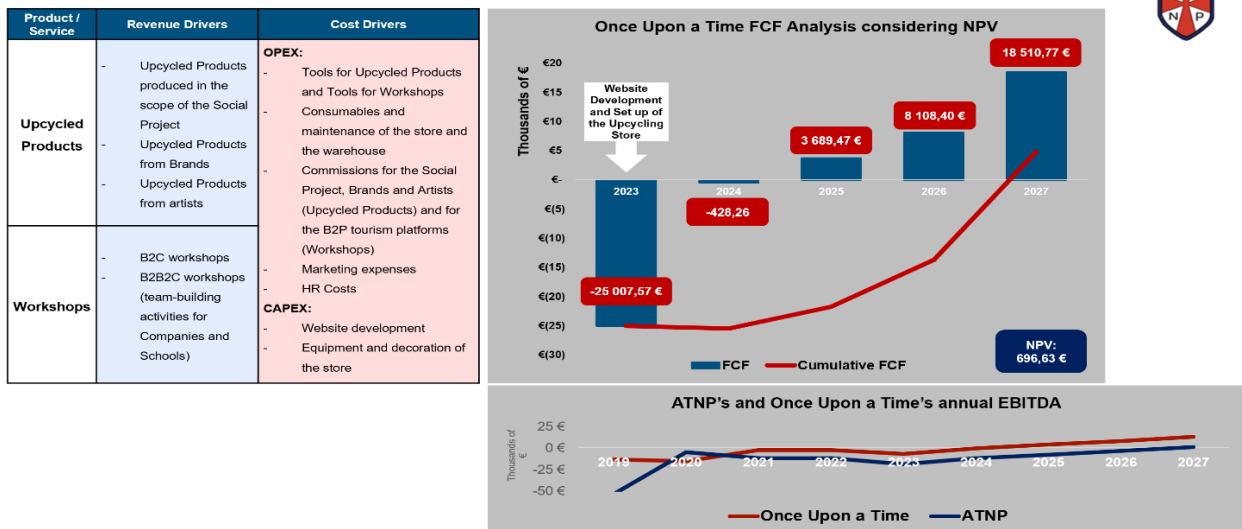 Product / Service
Revenue Drivers
Cost Drivers
Upcycled
Products
- Upcycled Products
produced in the
scope of the Social
Project
- Upcycled Products
from Brands
- Upcycled Products
from artists
Workshops
- B2C workshops
- B2B2C workshops
(team-building
activities for
Companies and
Schools)
OPEX:
- Tools for Upcycled Products
and Tools for Workshops
- Consumables and
maintenance of the store and
the warehouse
- Commissions for the Social
Project, Brands and Artists
(Upcycled Products) and for
the B2P tourism platforms
(Workshops)
- Marketing expenses
- HR Costs
CAPEX:
- Website development
- Equipment and decoration of
the store
Once Upon a Time FCF Analysis considering NPV
Thousands of €
€20
€15
€10
€5
€-
€(5)
€(10)
€(15)
€(20)
€(25)
€(30)
Website
Development
and Set up of
the Upcycling
Store
2023
2024
2025
2026
2027
-25 007,57 €
-428,26
3 689,47 €
8 108,40 €
18 510,77 €
NPV:
696,63 €
FCF
Cumulative FCF
N P
ATNP's and Once Upon a Time's annual EBITDA
Thousands of
€
25 €
0 €
-25 €
-50 €
2019
2020
2021
2022
2023
2024
2025
2026
2027
Once Upon a Time
ATNP